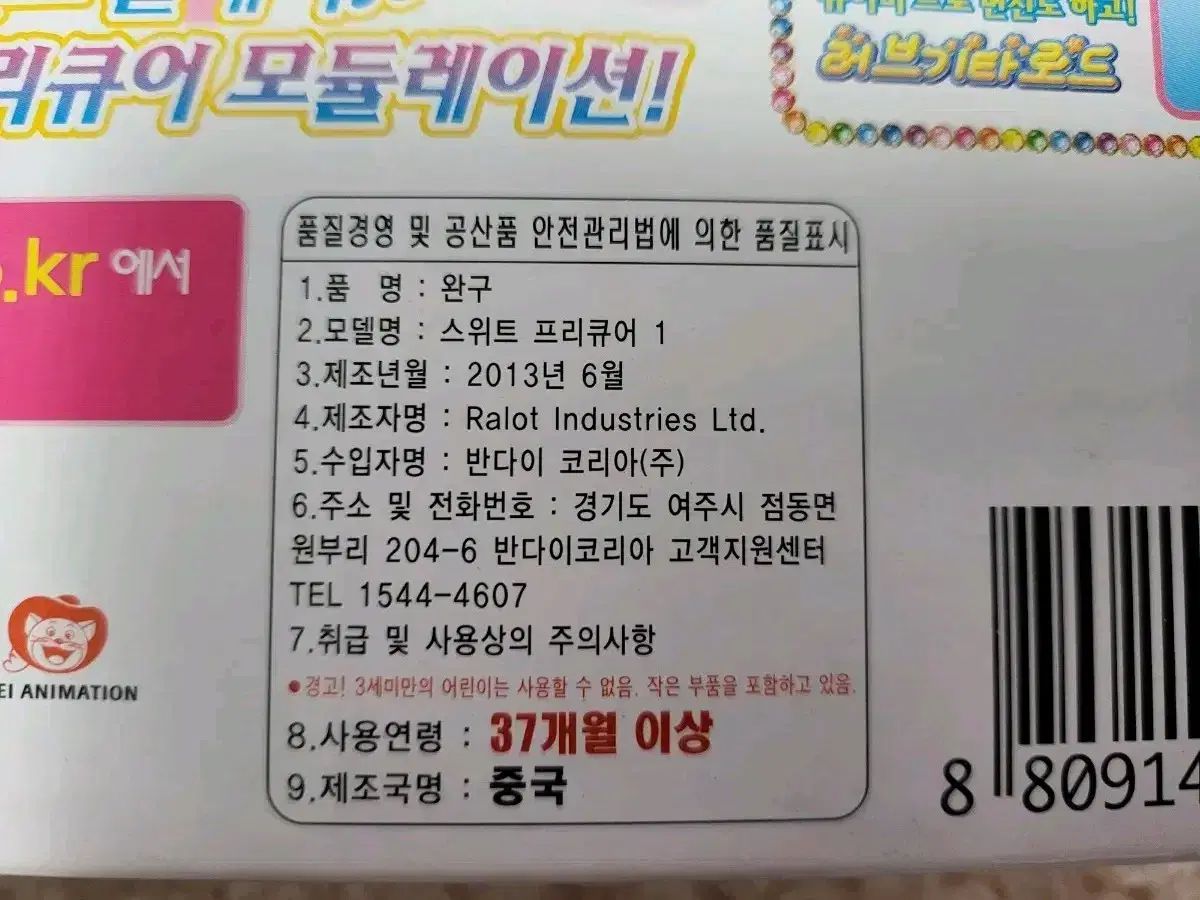 리큐어 모듈레이션!
변신도 하고!
러브기타로드
.kr 에서
품질경영 및 공산품 안전관리법에 의한 품질표시
1.품 명 : 완구
2.모델명 : 스위트 프리큐어 1
3.제조년월 : 2013년 6월
4.제조자명 : Ralot Industries Ltd.
5.수입자명 : 반다이 코리아(주)
6.주소 및 전화번호 : 경기도 여주시 점동면
원부리 204-6 반다이코리아 고객지원센터
TEL 1544-4607
7.취급 및 사용상의 주의사항
●경고! 3세미만의 어린이는 사용할 수 없음. 작은 부품을 포함하고 있음.
8.사용연령 : 37개월 이상
9.제조국명 : 중국
EI ANIMATION
8 80914